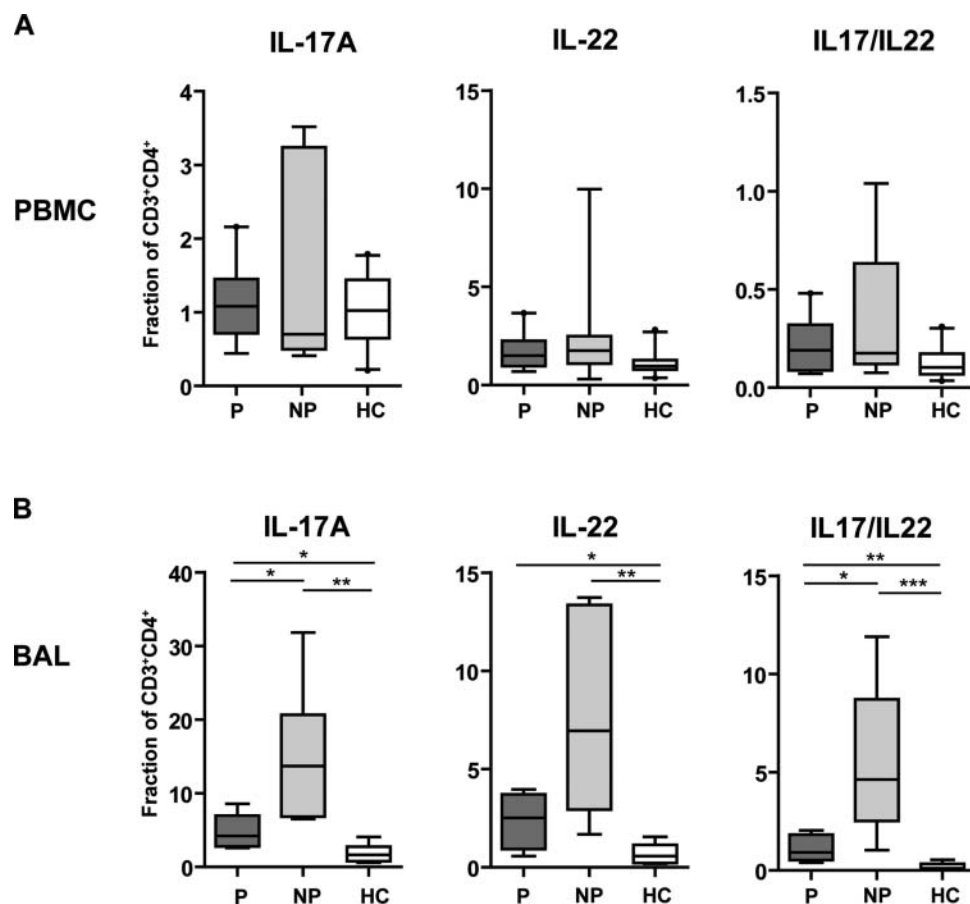 A
IL-17A
IL-22
IL17/IL22
PBMC
Fraction of CD3⁺CD4⁺
4
3
2
1
0
P NP HC
15
10
5
0
P NP HC
1.5
1.0
0.5
0.0
P NP HC
B
IL-17A
IL-22
IL17/IL22
BAL
Fraction of CD3⁺CD4⁺
*
* **
40
30
20
10
0
P NP HC
*
**
15
10
5
0
P NP HC
**
* ***
15
10
5
0
P NP HC